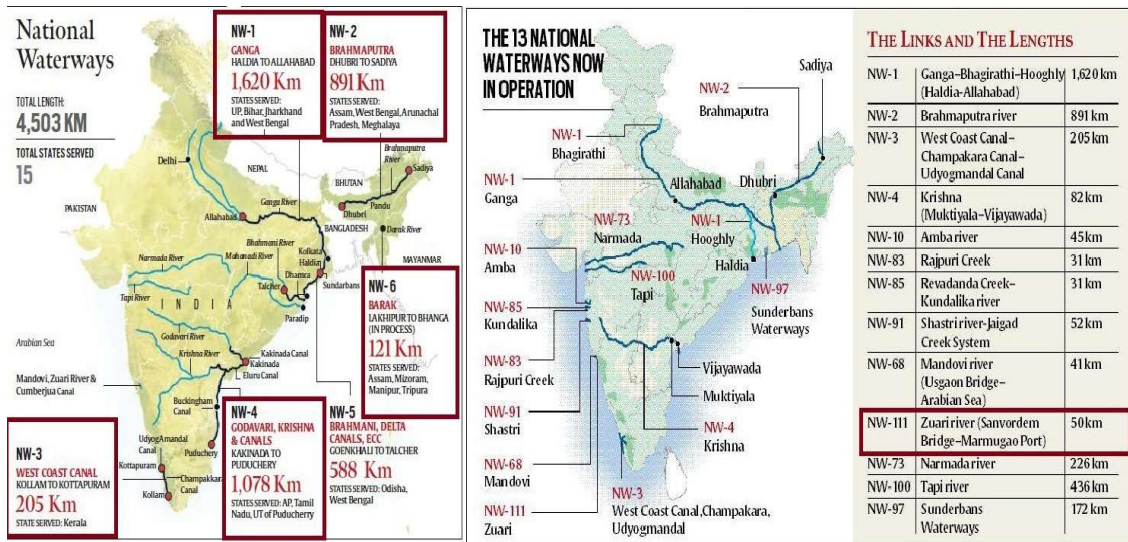 National
Waterways
TOTAL LENGTH:
4,503 KM
TOTAL STATES SERVED
15
NW-1
GANGA
HALDIA TO ALLAHABAD
1,620 Km
STATES SERVED:
UP, Bihar, Jharkhand
and West Bengal
NW-2
BRAHMAPUTRA
DHUBRI TO SADIYA
891 Km
STATES SERVED:
Assam, West Bengal, Arunachal
Pradesh, Meghalaya
Delhi
NEPAL
Brahmaputra
River
BHUTAN
Sadiya
PAKISTAN
Ganga River
Pandu
Dhubri
Allahabad
BANGLADESH
Darak River
Bhahmani River
Kolkata
Narmada River
Mahanadi River
Haldia
MAYANMAR
Dhamra
Sundarbans
Talcher
Tapi River
INDIA
Paradip
NW-6
BARAK
LAKHIPUR TO BHANGA
(IN PROCESS)
121 Km
STATES SERVED:
Assam, Mizoram,
Manipur, Tripura
Arabian Sea
Godavari River
Krishna River
Kakinada Canal
Kakinada
Eluru Canal
Mandovi, Zuari River &
Cumberjua Canal
Buckingham
Canal
NW-4
GODAVARI, KRISHNA
& CANALS
KAKINADA TO
PUDUCHERY
1,078 Km
STATES SERVED: AP, Tamil
Nadu, UT of Puducherry
NW-5
BRAHMANI, DELTA
CANALS, ECC
GOENKHALI TO TALCHER
588 Km
STATES SERVED: Odisha,
West Bengal
UdyogAmandal
Canal
Puduchery
Kottapuram
Champakkara
Canal
Kollam
NW-3
WEST COAST CANAL
KOLLAM TO KOTTAPURAM
205 Km
STATE SERVED: Kerala
THE 13 NATIONAL
WATERWAYS NOW
IN OPERATION
Sadiya
NW-2
Brahmaputra
NW-1
Bhagirathi
NW-1
Ganga
Allahabad
Dhubri
NW-73
Narmada
NW-1
Hooghly
NW-10
Amba
NW-100
Tapi
Haldia
NW-97
Sunderbans
Waterways
NW-85
Kundalika
NW-83
Rajpuri Creek
Vijayawada
Muktiyala
NW-91
Shastri
NW-4
Krishna
NW-68
Mandovi
NW-3
West Coast Canal,Champakara,
Udyogmandal
NW-111
Zuari
THE LINKS AND THE LENGTHS
NW-1 Ganga–Bhagirathi–Hooghly 1,620 km
(Haldia-Allahabad)
NW-2 Brahmaputra river 891 km
NW-3 West Coast Canal– 205 km
Champakara Canal–
Udyogmandal Canal
NW-4 Krishna 82 km
(Muktiyala–Vijayawada)
NW-10 Amba river 45 km
NW-83 Rajpuri Creek 31 km
NW-85 Revadanda Creek– 31 km
Kundalika river
NW-91 Shastri river-Jaigad 52 km
Creek System
NW-68 Mandovi river 41 km
(Usgaon Bridge–
Arabian Sea)
NW-111 Zuari river (Sanvordem 50 km
Bridge–Marmugao Port)
NW-73 Narmada river 226 km
NW-100 Tapi river 436 km
NW-97 Sunderbans 172 km
Waterways